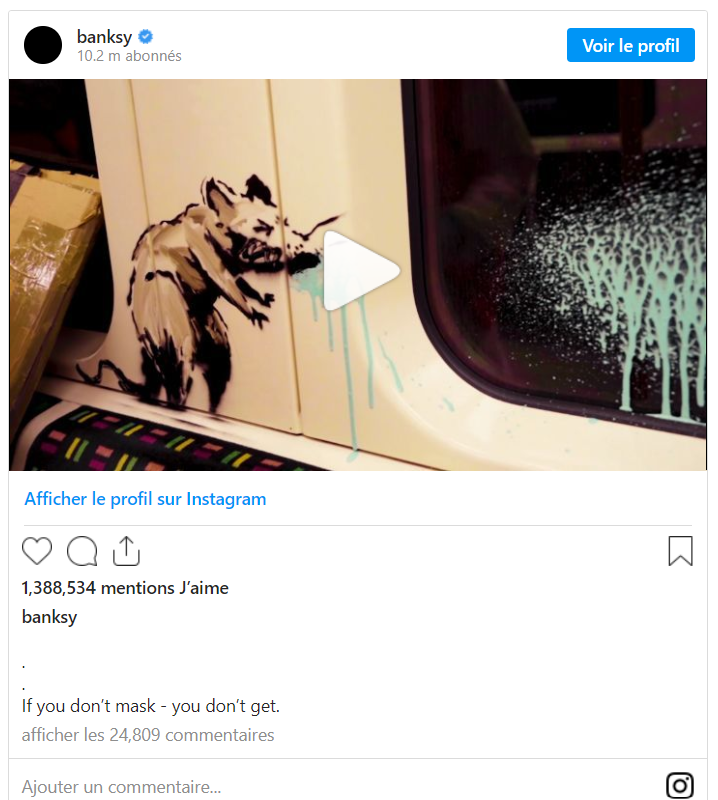 banksy
Voir le profil
10.2 m abonnés
Afficher le profil sur Instagram
1,388,534 mentions J’aime
banksy
.
.
If you don’t mask - you don’t get.
afficher les 24,809 commentaires
Ajouter un commentaire...